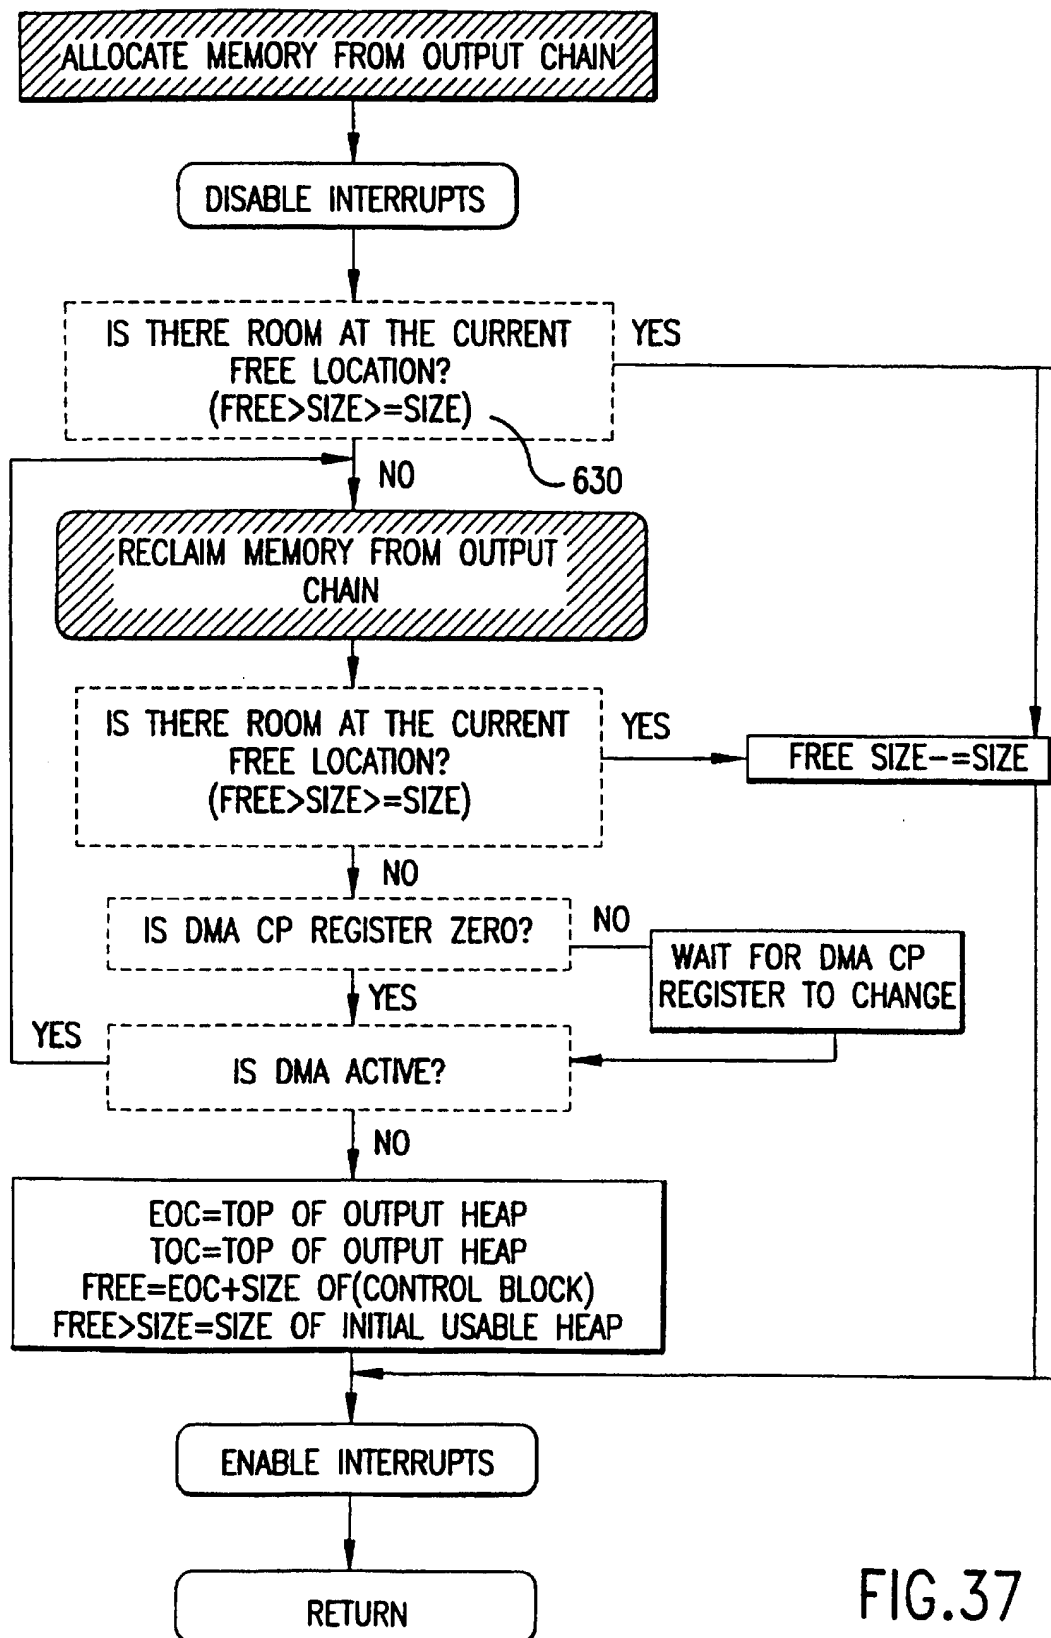 ALLOCATE MEMORY FROM OUTPUT CHAIN
DISABLE INTERRUPTS
IS THERE ROOM AT THE CURRENT
FREE LOCATION?
(FREE>SIZE>=SIZE)
YES
630
NO
RECLAIM MEMORY FROM OUTPUT
CHAIN
IS THERE ROOM AT THE CURRENT
FREE LOCATION?
(FREE>SIZE>=SIZE)
YES
FREE SIZE-=SIZE
NO
IS DMA CP REGISTER ZERO?
NO
WAIT FOR DMA CP
REGISTER TO CHANGE
YES
YES
IS DMA ACTIVE?
NO
EOC=TOP OF OUTPUT HEAP
TOC=TOP OF OUTPUT HEAP
FREE=EOC+SIZE OF(CONTROL BLOCK)
FREE>SIZE=SIZE OF INITIAL USABLE HEAP
ENABLE INTERRUPTS
RETURN
FIG.37